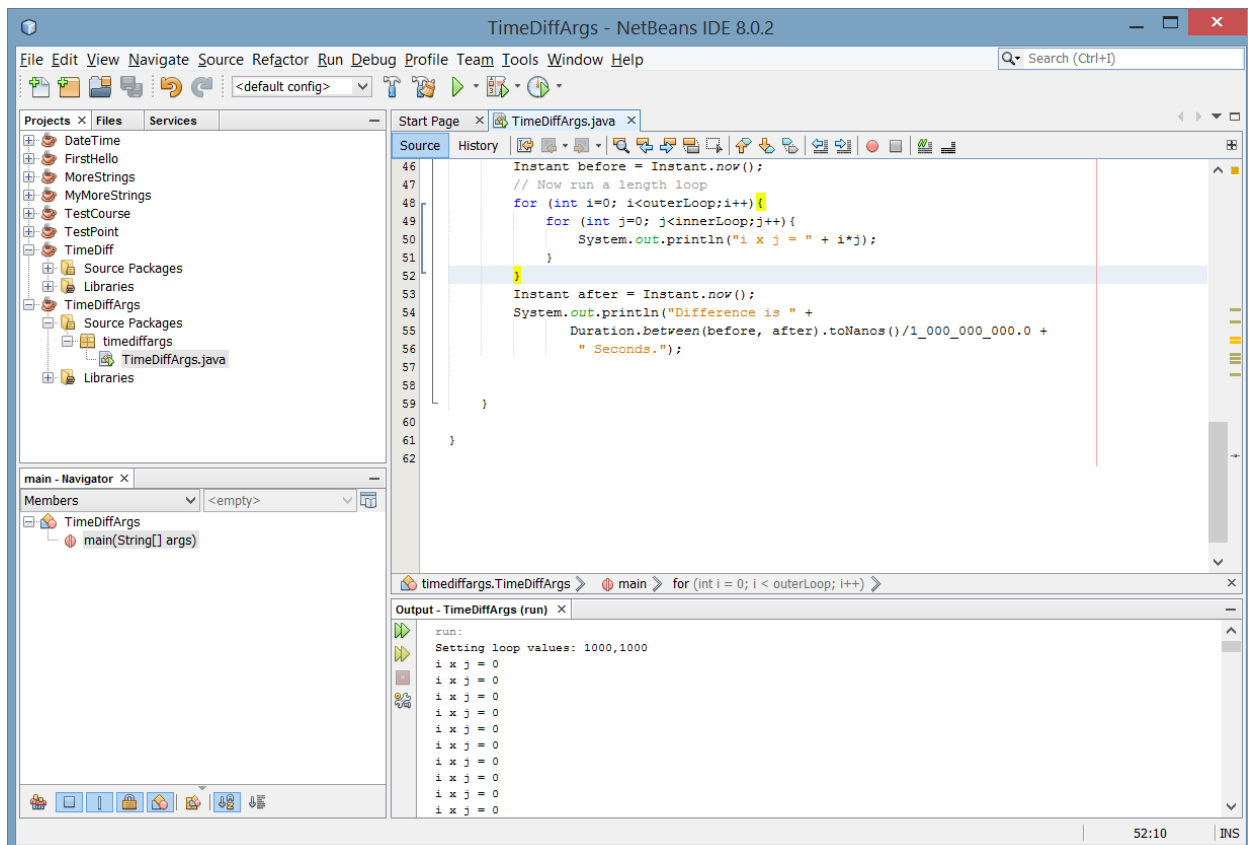 TimeDiffArgs - NetBeans IDE 8.0.2
File Edit View Navigate Source Refactor Run Debug Profile Team Tools Window Help
Search (Ctrl+I)
<default config>
Projects Files Services
DateTime
FirstHello
MoreStrings
MyMoreStrings
TestCourse
TestPoint
TimeDiff
Source Packages
Libraries
TimeDiffArgs
Source Packages
timediffargs
TimeDiffArgs.java
Libraries
main - Navigator
Members <empty>
TimeDiffArgs
main(String[] args)
Start Page TimeDiffArgs.java
Source History
46 Instant before = Instant.now();
47 // Now run a length loop
48 for (int i=0; i<outerLoop;i++){
49 for (int j=0; j<innerLoop;j++){
50 System.out.println("i x j = " + i*j);
51 }
52 }
53 Instant after = Instant.now();
54 System.out.println("Difference is " +
55 Duration.between(before, after).toNanos()/1_000_000_000.0 +
56 " Seconds.");
57
58
59 }
60
61 }
62
timediffargs.TimeDiffArgs main for (int i = 0; i < outerLoop; i++)
Output - TimeDiffArgs (run)
run:
Setting loop values: 1000,1000
i x j = 0
i x j = 0
i x j = 0
i x j = 0
i x j = 0
i x j = 0
i x j = 0
i x j = 0
i x j = 0
i x j = 0
52:10 INS